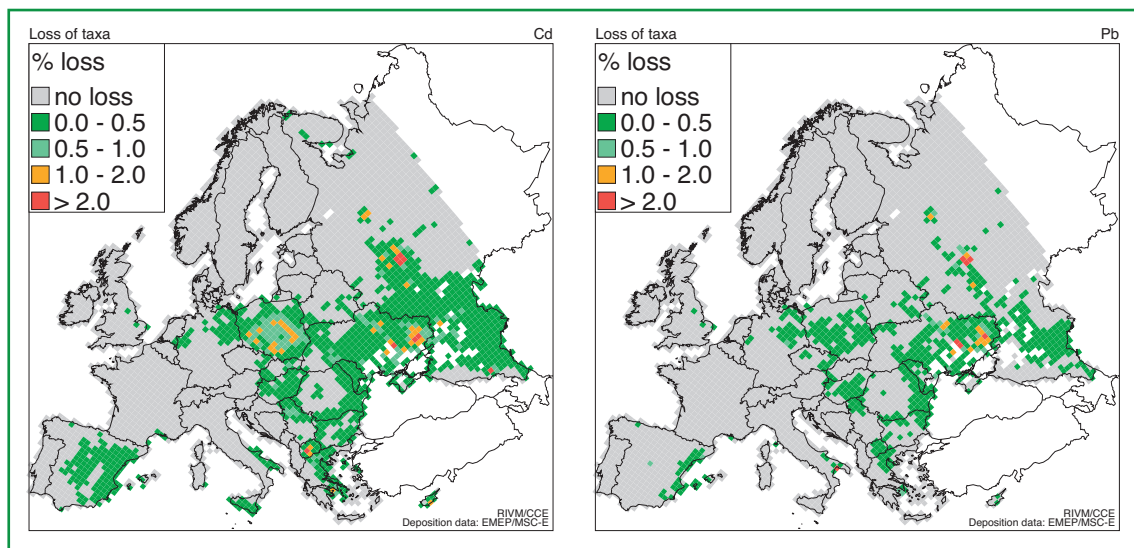 Loss of taxa Cd
% loss
no loss
0.0 - 0.5
0.5 - 1.0
1.0 - 2.0
> 2.0
RIVM/CCE
Deposition data: EMEP/MSC-E
Loss of taxa Pb
% loss
no loss
0.0 - 0.5
0.5 - 1.0
1.0 - 2.0
> 2.0
RIVM/CCE
Deposition data: EMEP/MSC-E